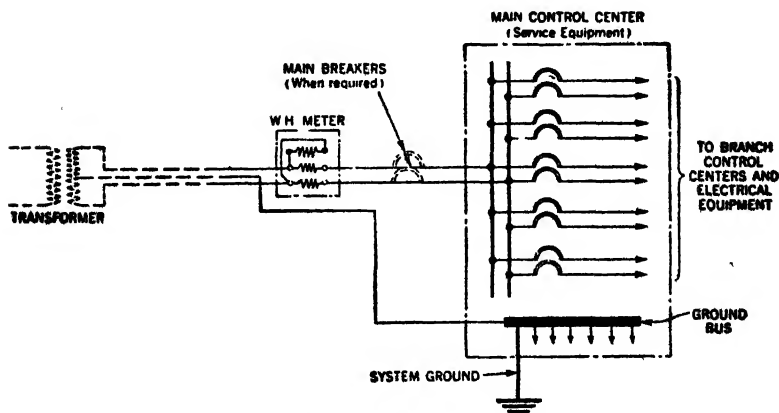 MAIN CONTROL CENTER
(Service Equipment)
MAIN BREAKERS
(When required)
W H METER
TRANSFORMER
TO BRANCH
CONTROL
CENTERS AND
ELECTRICAL
EQUIPMENT
GROUND
BUS
SYSTEM GROUND